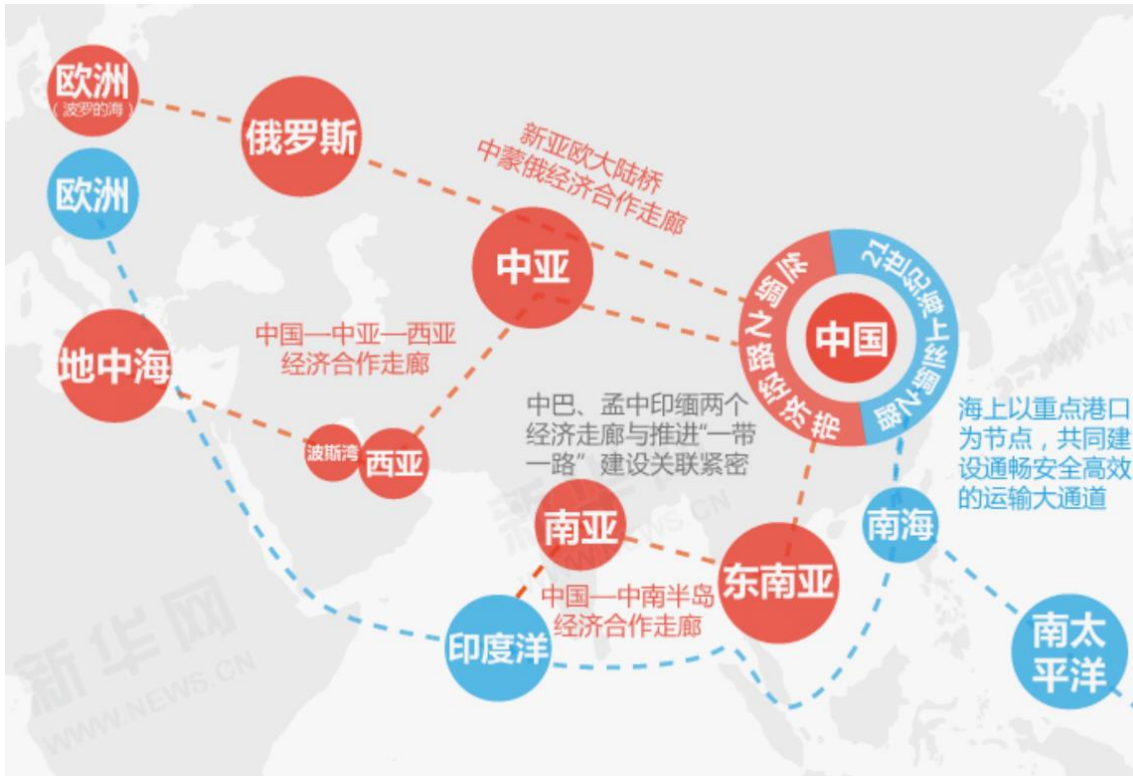 欧洲
(波罗的海)
俄罗斯
欧洲
新亚欧大陆桥
中蒙俄经济合作走廊
中亚
丝绸之路经济带
21世纪海上丝绸之路
中国
地中海
中国—中亚—西亚
经济合作走廊
波斯湾
西亚
中巴、孟中印缅两个
经济走廊与推进“一带
一路”建设关联紧密
海上以重点港口
为节点，共同建
设通畅安全高效
的运输大通道
南亚
南海
东南亚
中国—中南半岛
经济合作走廊
印度洋
南太
平洋
新华网
WWW.NEWS.CN